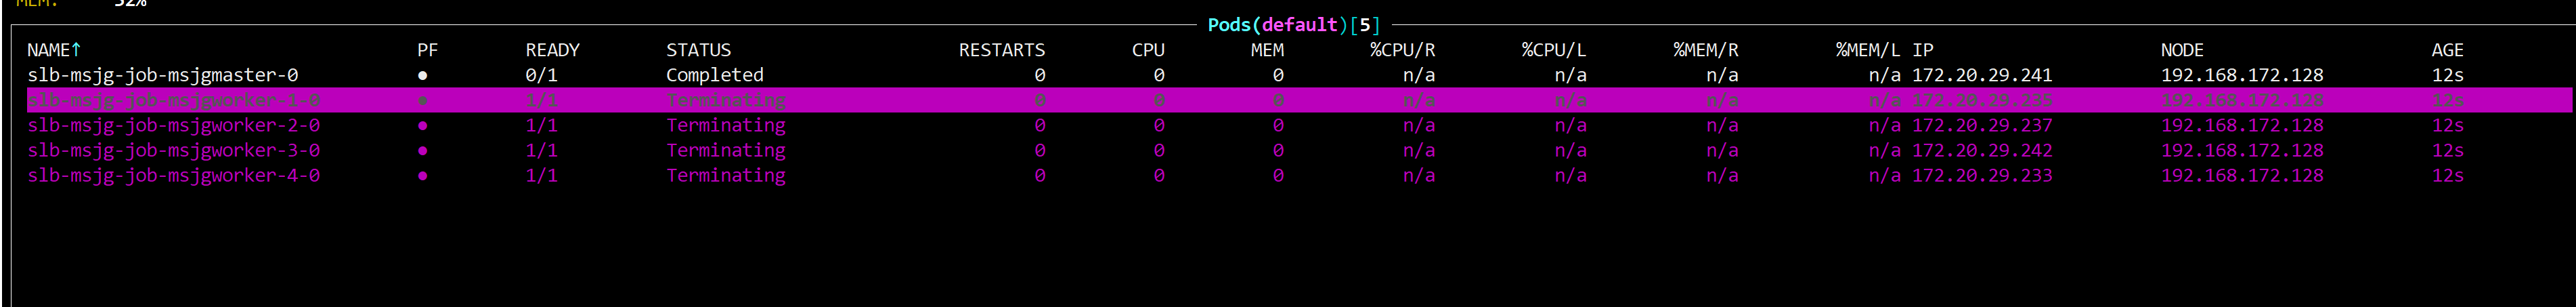 MEM: 52%
Pods(default)[5]
NAME↑ PF READY STATUS RESTARTS CPU MEM %CPU/R %CPU/L %MEM/R %MEM/L IP NODE AGE
slb-msjg-job-msjgmaster-0 ● 0/1 Completed 0 0 0 n/a n/a n/a n/a 172.20.29.241 192.168.172.128 12s
slb-msjg-job-msjgworker-1-0 ● 1/1 Terminating 0 0 0 n/a n/a n/a n/a 172.20.29.235 192.168.172.128 12s
slb-msjg-job-msjgworker-2-0 ● 1/1 Terminating 0 0 0 n/a n/a n/a n/a 172.20.29.237 192.168.172.128 12s
slb-msjg-job-msjgworker-3-0 ● 1/1 Terminating 0 0 0 n/a n/a n/a n/a 172.20.29.242 192.168.172.128 12s
slb-msjg-job-msjgworker-4-0 ● 1/1 Terminating 0 0 0 n/a n/a n/a n/a 172.20.29.233 192.168.172.128 12s